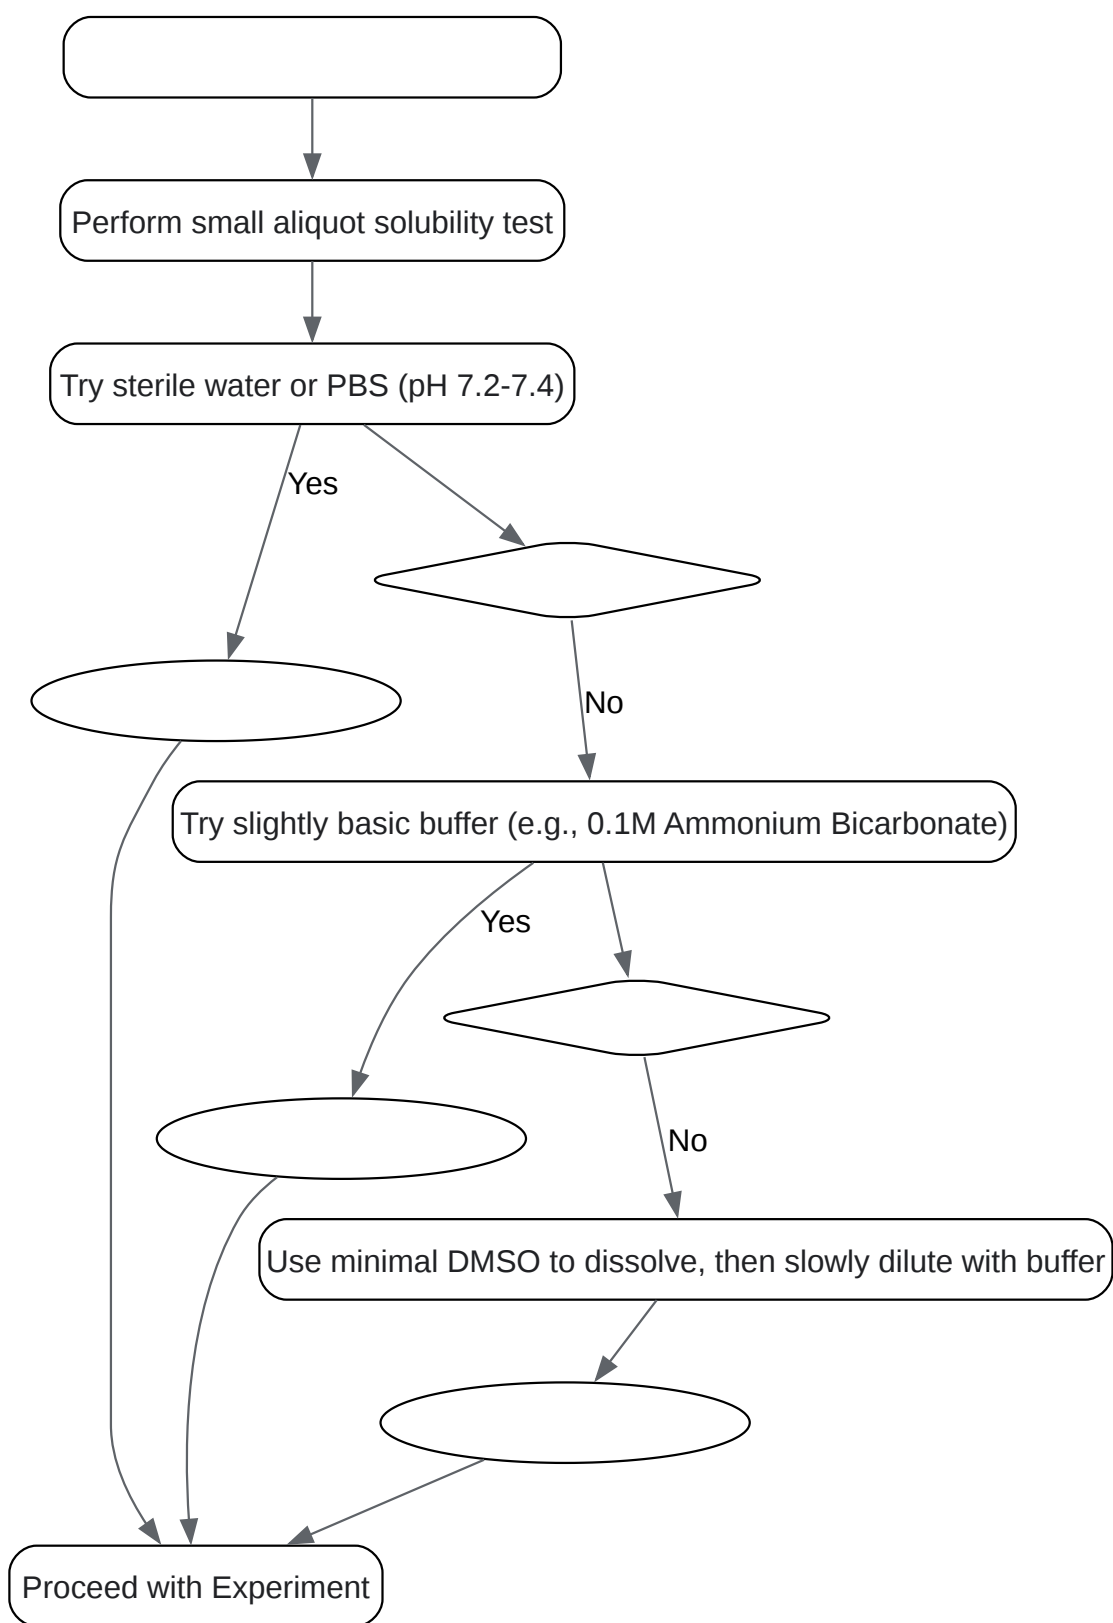 Perform small aliquot solubility test
Try sterile water or PBS (pH 7.2-7.4)
Yes
No
Try slightly basic buffer (e.g., 0.1M Ammonium Bicarbonate)
Yes
No
Use minimal DMSO to dissolve, then slowly dilute with buffer
Proceed with Experiment